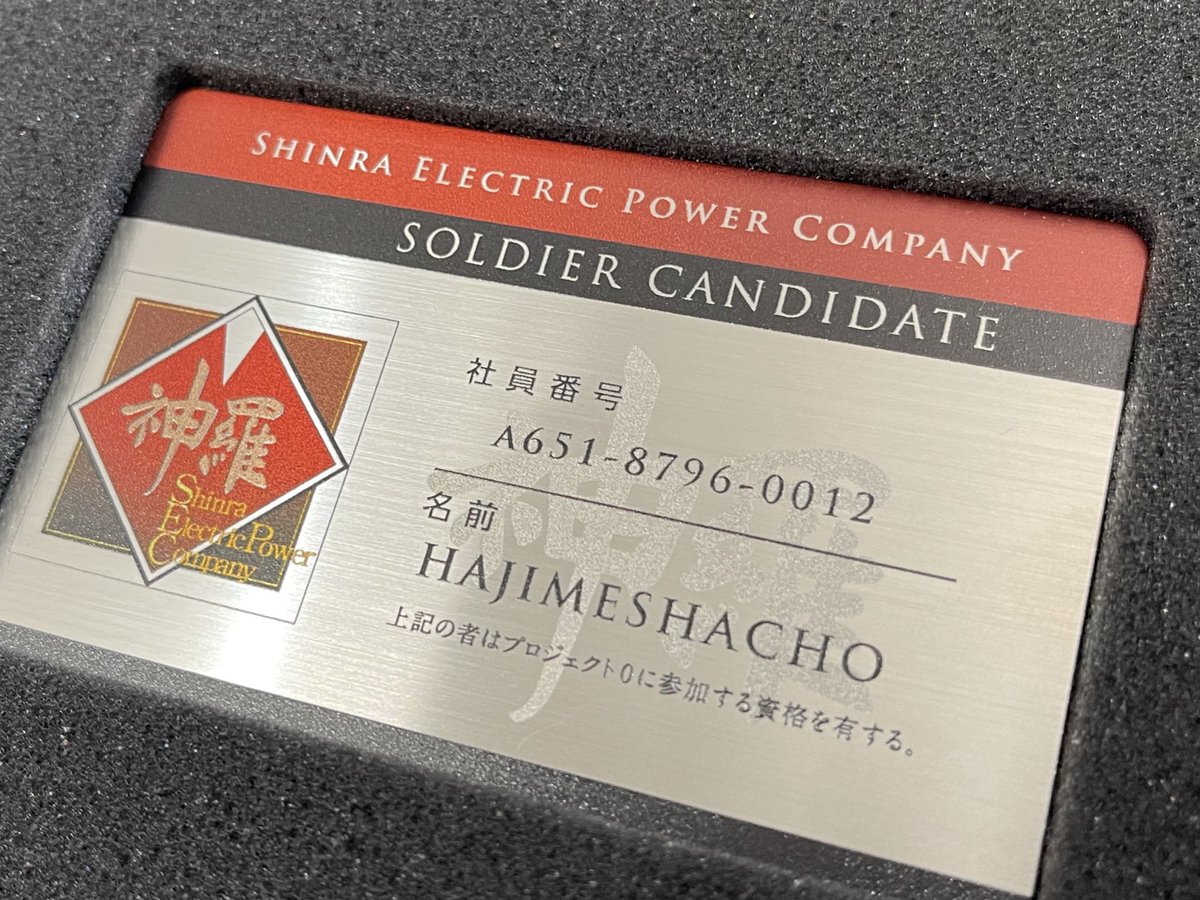 SHINRA ELECTRIC POWER COMPANY
SOLDIER CANDIDATE
神羅
Shinra
Electric Power
Company
社員番号
A651-8796-0012
名前
HAJIMESHACHO
上記の者はプロジェクト0に参加する資格を有する。
神羅